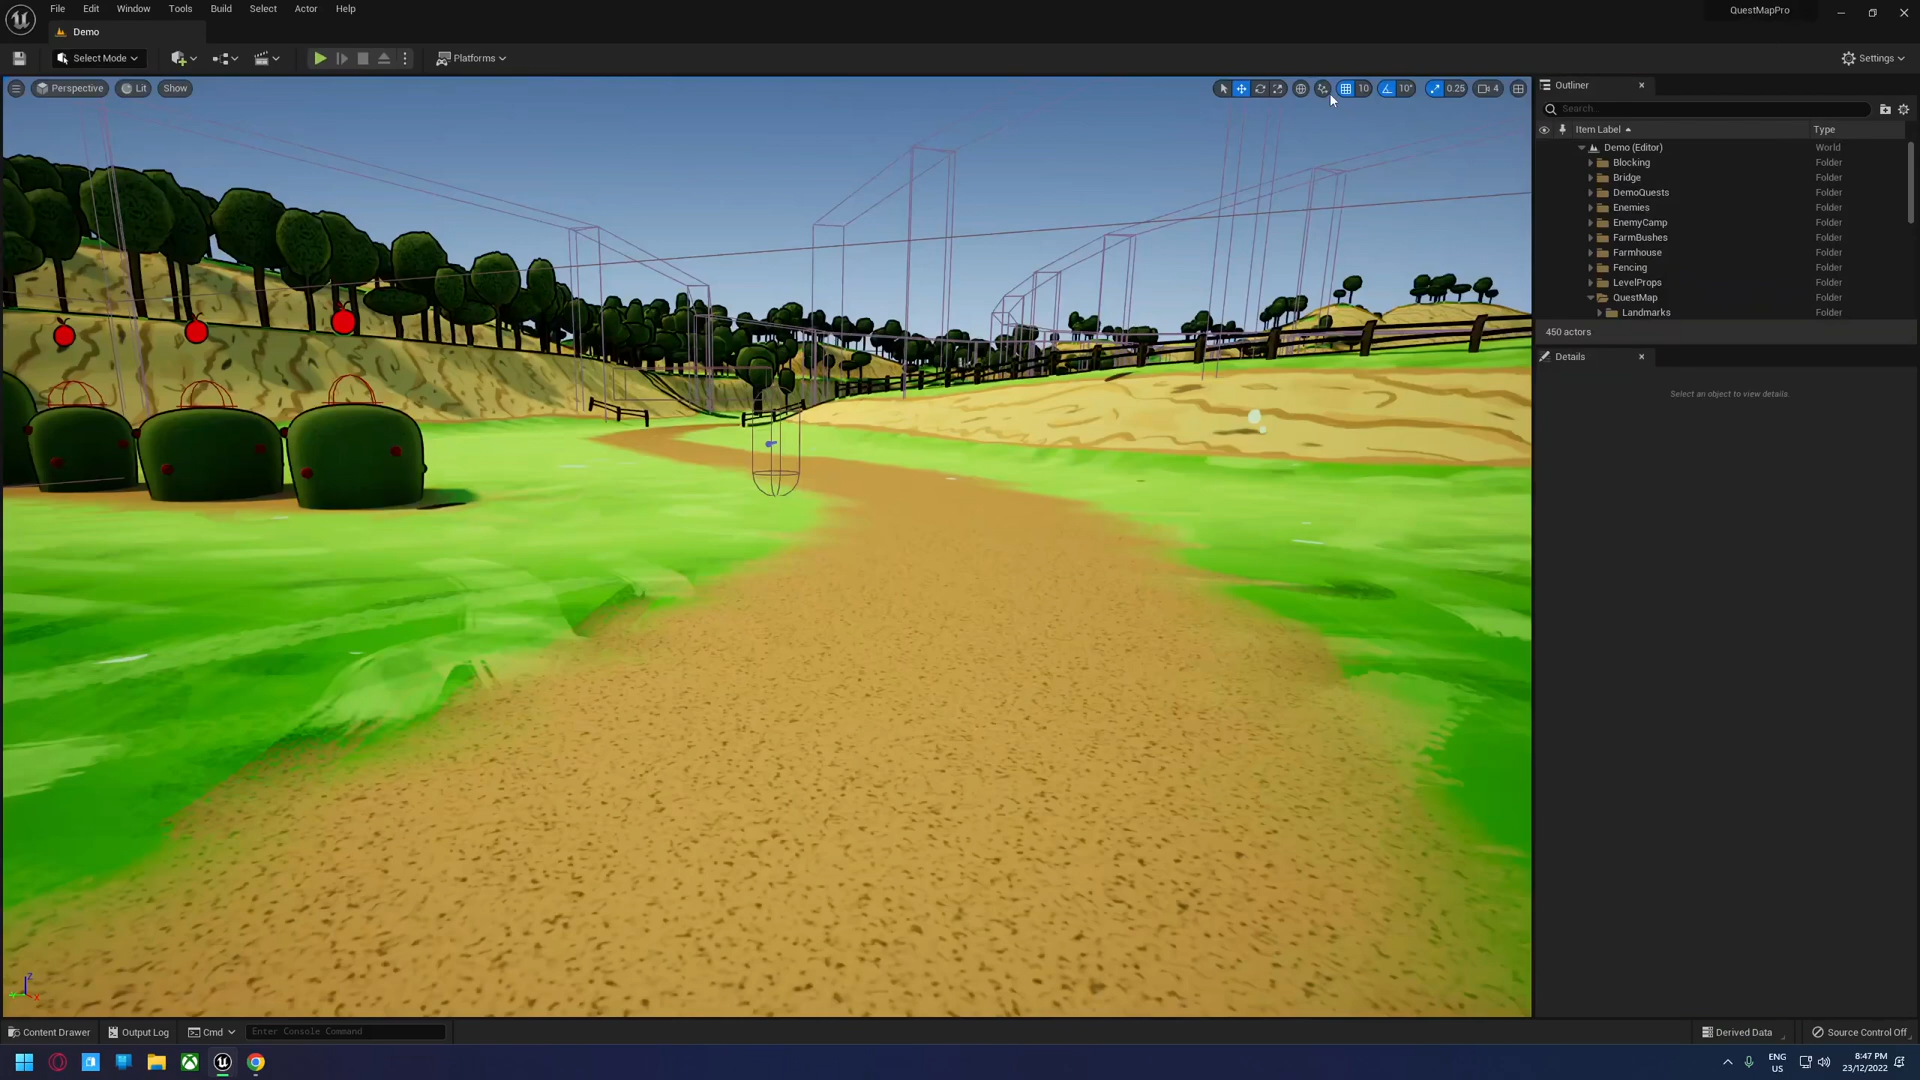 File Edit Window Tools Build Select Actor Help
QuestMapPro
Demo
Select Mode
Platforms
Settings
Perspective Lit Show
10 10° 0.25 4
Outliner
Search...
Item Label Type
Demo (Editor) World
Blocking Folder
Bridge Folder
DemoQuests Folder
Enemies Folder
EnemyCamp Folder
FarmBushes Folder
Farmhouse Folder
Fencing Folder
LevelProps Folder
QuestMap Folder
Landmarks Folder
450 actors
Details
Select an object to view details.
Z
X
Content Drawer Output Log Cmd Enter Console Command
Derived Data Source Control Off
ENG
US
8:47 PM
23/12/2022